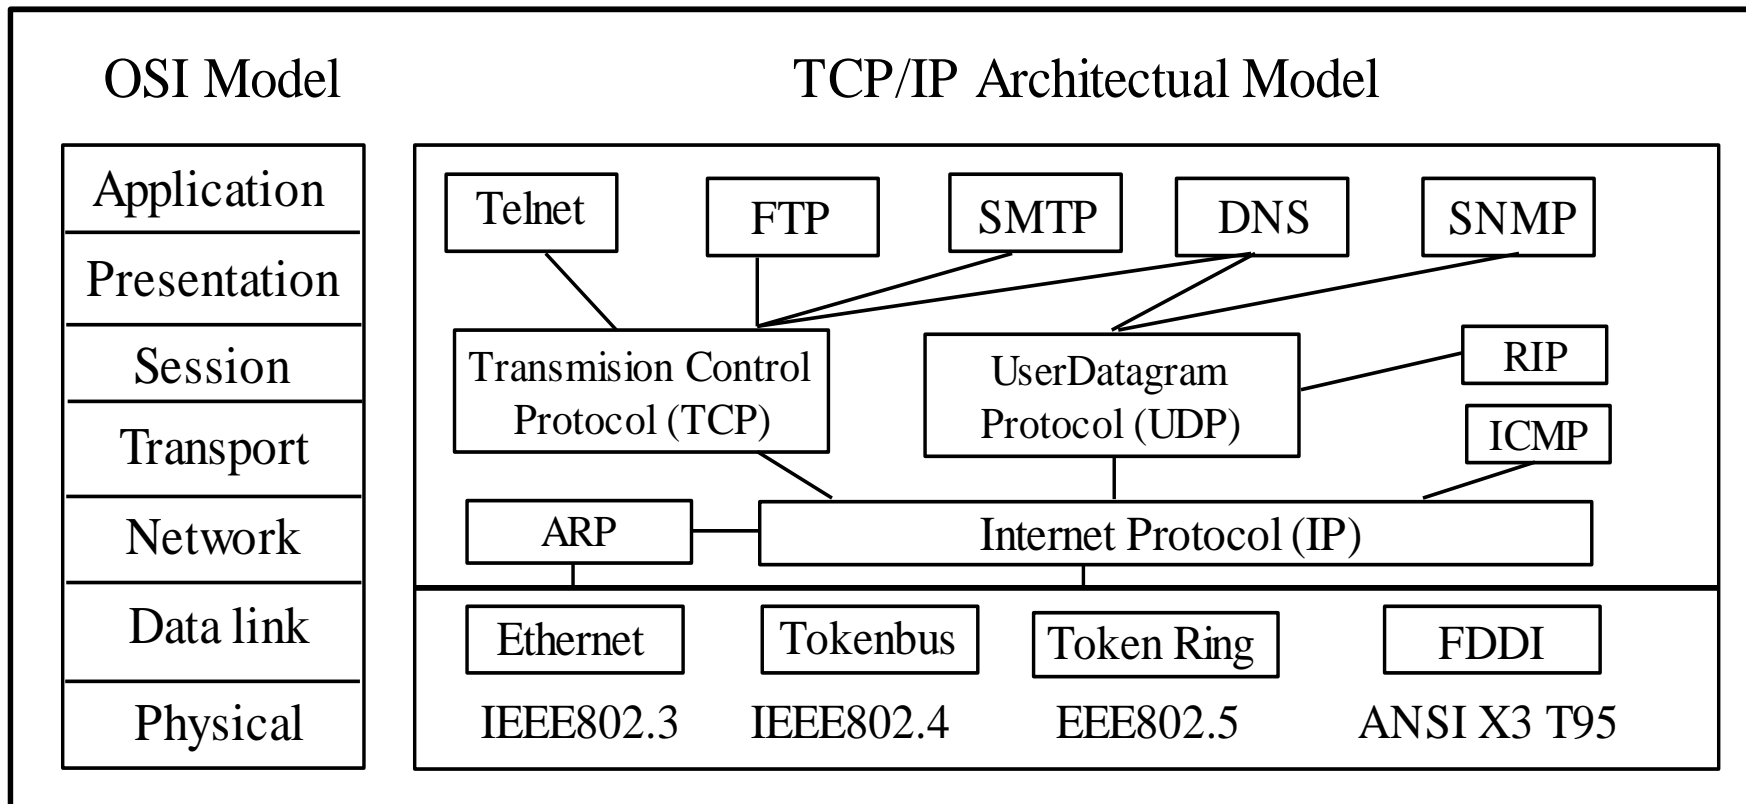 OSI Model
TCP/IP Architectual Model
Application
Presentation
Session
Transport
Network
Data link
Physical
Telnet
FTP
SMTP
DNS
SNMP
Transmision Control
Protocol (TCP)
UserDatagram
Protocol (UDP)
RIP
ICMP
ARP
Internet Protocol (IP)
Ethernet
Tokenbus
Token Ring
FDDI
IEEE802.3
IEEE802.4
EEE802.5
ANSI X3 T95